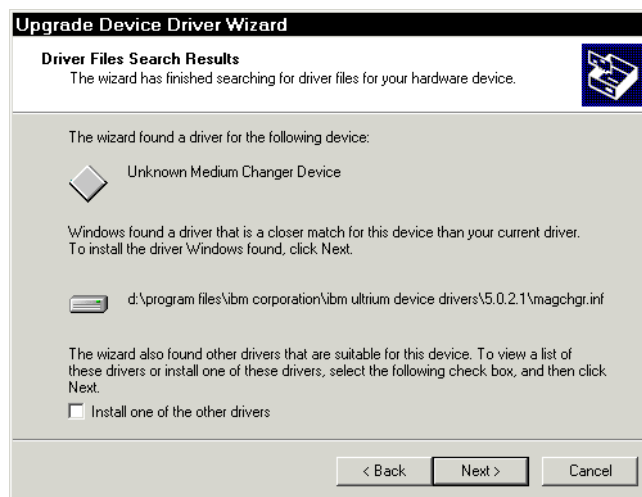 Upgrade Device Driver Wizard
Driver Files Search Results
The wizard has finished searching for driver files for your hardware device.
The wizard found a driver for the following device:
Unknown Medium Changer Device
Windows found a driver that is a closer match for this device than your current driver.
To install the driver Windows found, click Next.
d:\program files\ibm corporation\ibm ultrium device drivers\5.0.2.1\magchgr.inf
The wizard also found other drivers that are suitable for this device. To view a list of
these drivers or install one of these drivers, select the following check box, and then click
Next.
Install one of the other drivers
< Back Next > Cancel